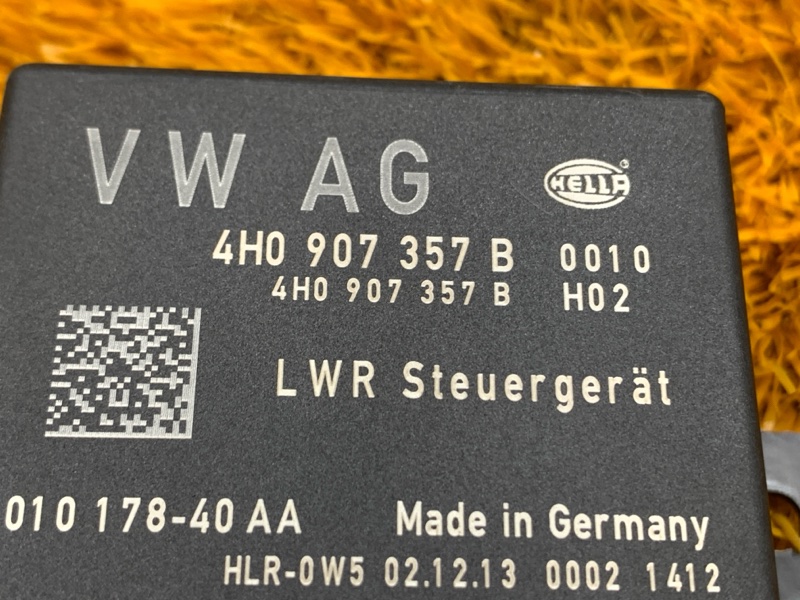 VW AG
HELLA ®
4H0 907 357 B 0010
4H0 907 357 B H02
LWR Steuergerät
010 178-40 AA Made in Germany
HLR-0W5 02.12.13 0002 1412